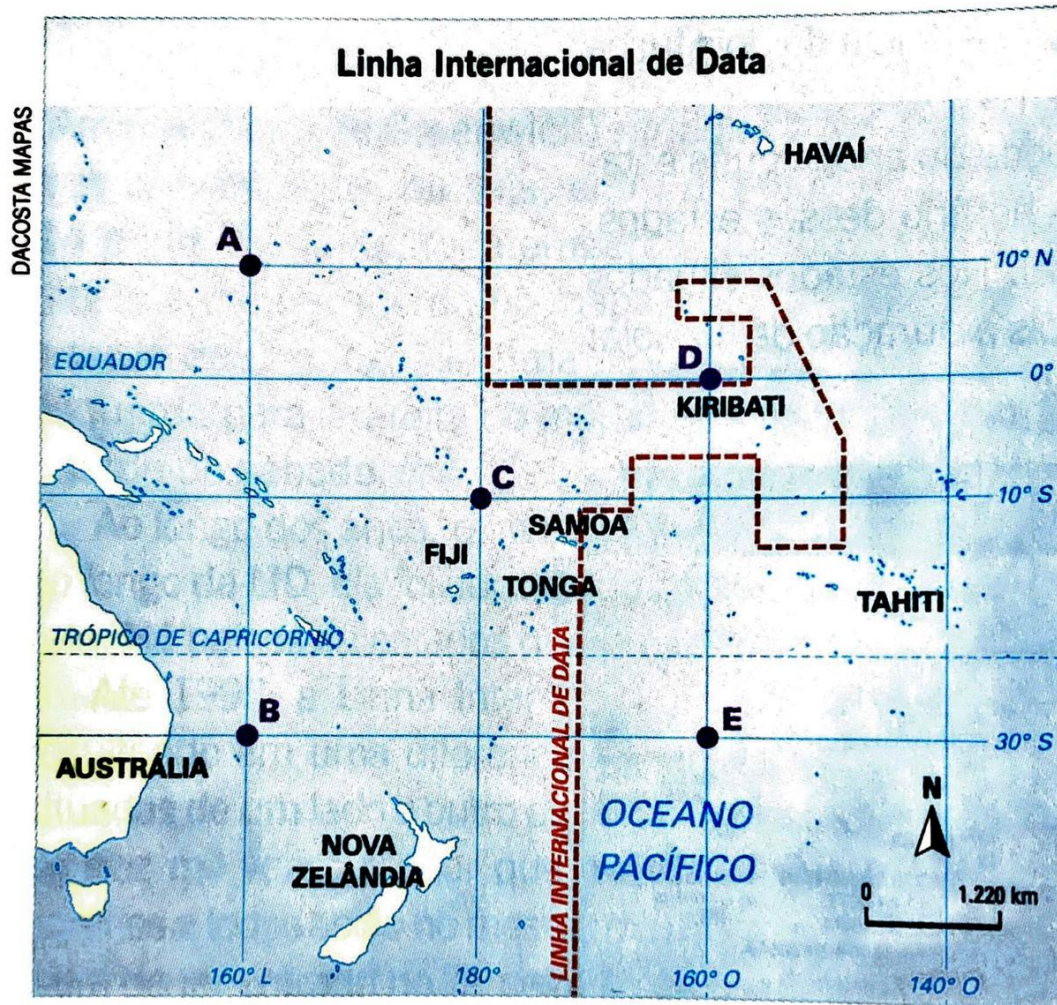 Linha Internacional de Data
DACOSTA MAPAS
HAVAÍ
A
10° N
D
EQUADOR
0°
KIRIBATI
C
10° S
SAMOA
FIJI
TONGA
TAHITI
TRÓPICO DE CAPRICÓRNIO
LINHA INTERNACIONAL DE DATA
B
E
30° S
AUSTRÁLIA
N
OCEANO
PACÍFICO
NOVA
ZELÂNDIA
0
1.220 km
160° L
180°
160° O
140° O